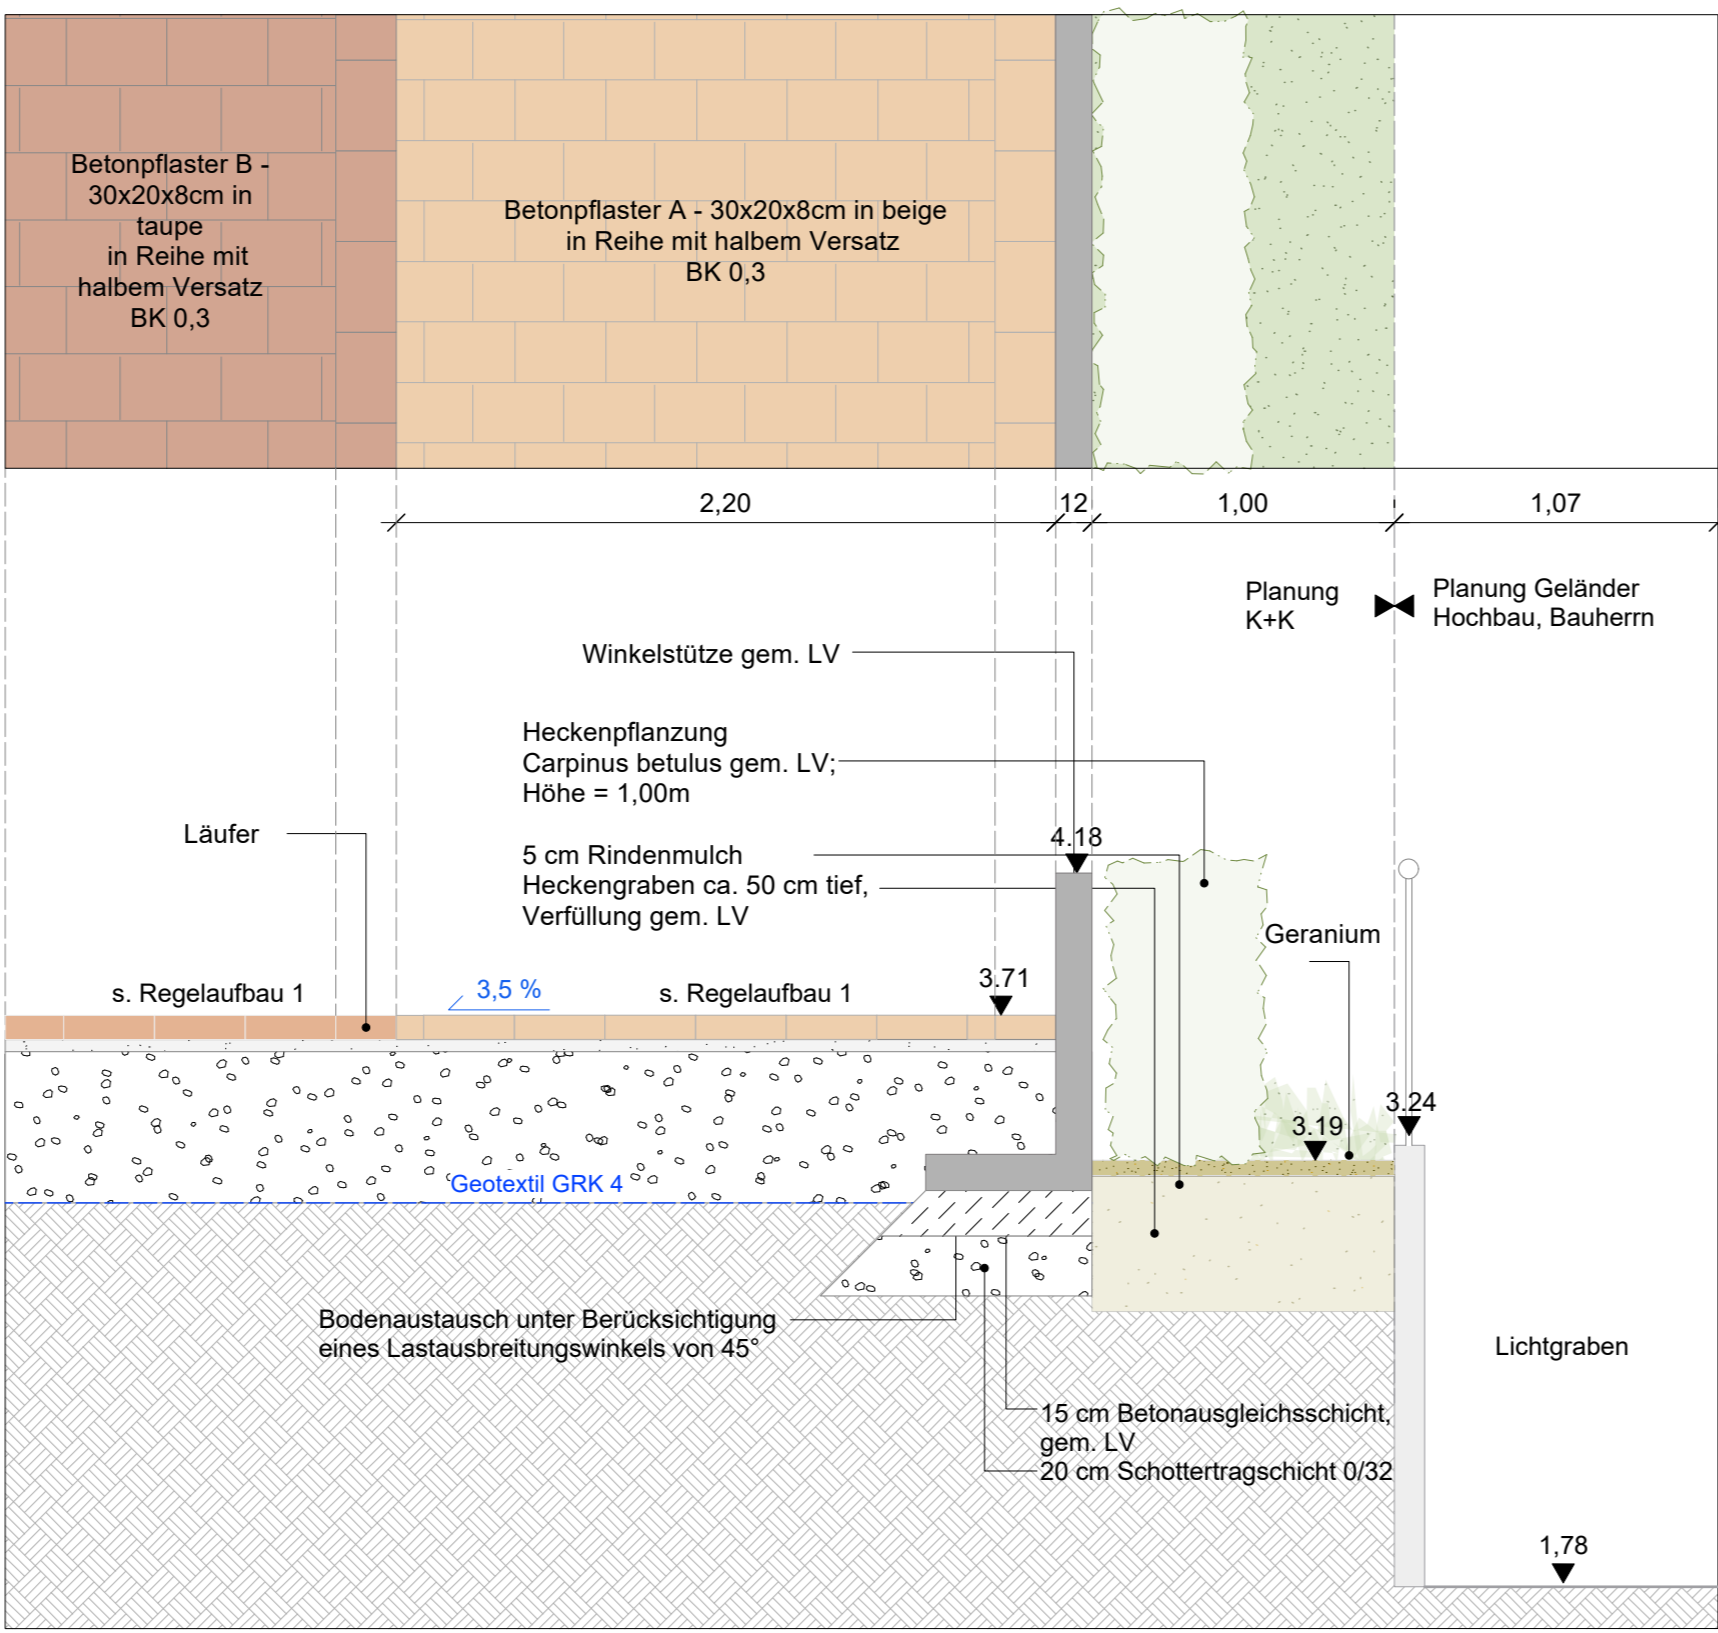 Betonpflaster B -
30x20x8cm in
taupe
in Reihe mit
halbem Versatz
BK 0,3
Betonpflaster A - 30x20x8cm in beige
in Reihe mit halbem Versatz
BK 0,3
2,20
12
1,00
1,07
Planung
K+K
Planung Geländer
Hochbau, Bauherrn
Winkelstütze gem. LV
Heckenpflanzung
Carpinus betulus gem. LV;
Höhe = 1,00m
Läufer
4.18
5 cm Rindenmulch
Heckengraben ca. 50 cm tief,
Verfüllung gem. LV
Geranium
s. Regelaufbau 1
3,5 %
s. Regelaufbau 1
3.71
3.24
3.19
Geotextil GRK 4
Bodenaustausch unter Berücksichtigung
eines Lastausbreitungswinkels von 45°
Lichtgraben
15 cm Betonausgleichsschicht,
gem. LV
20 cm Schottertragschicht 0/32
1,78